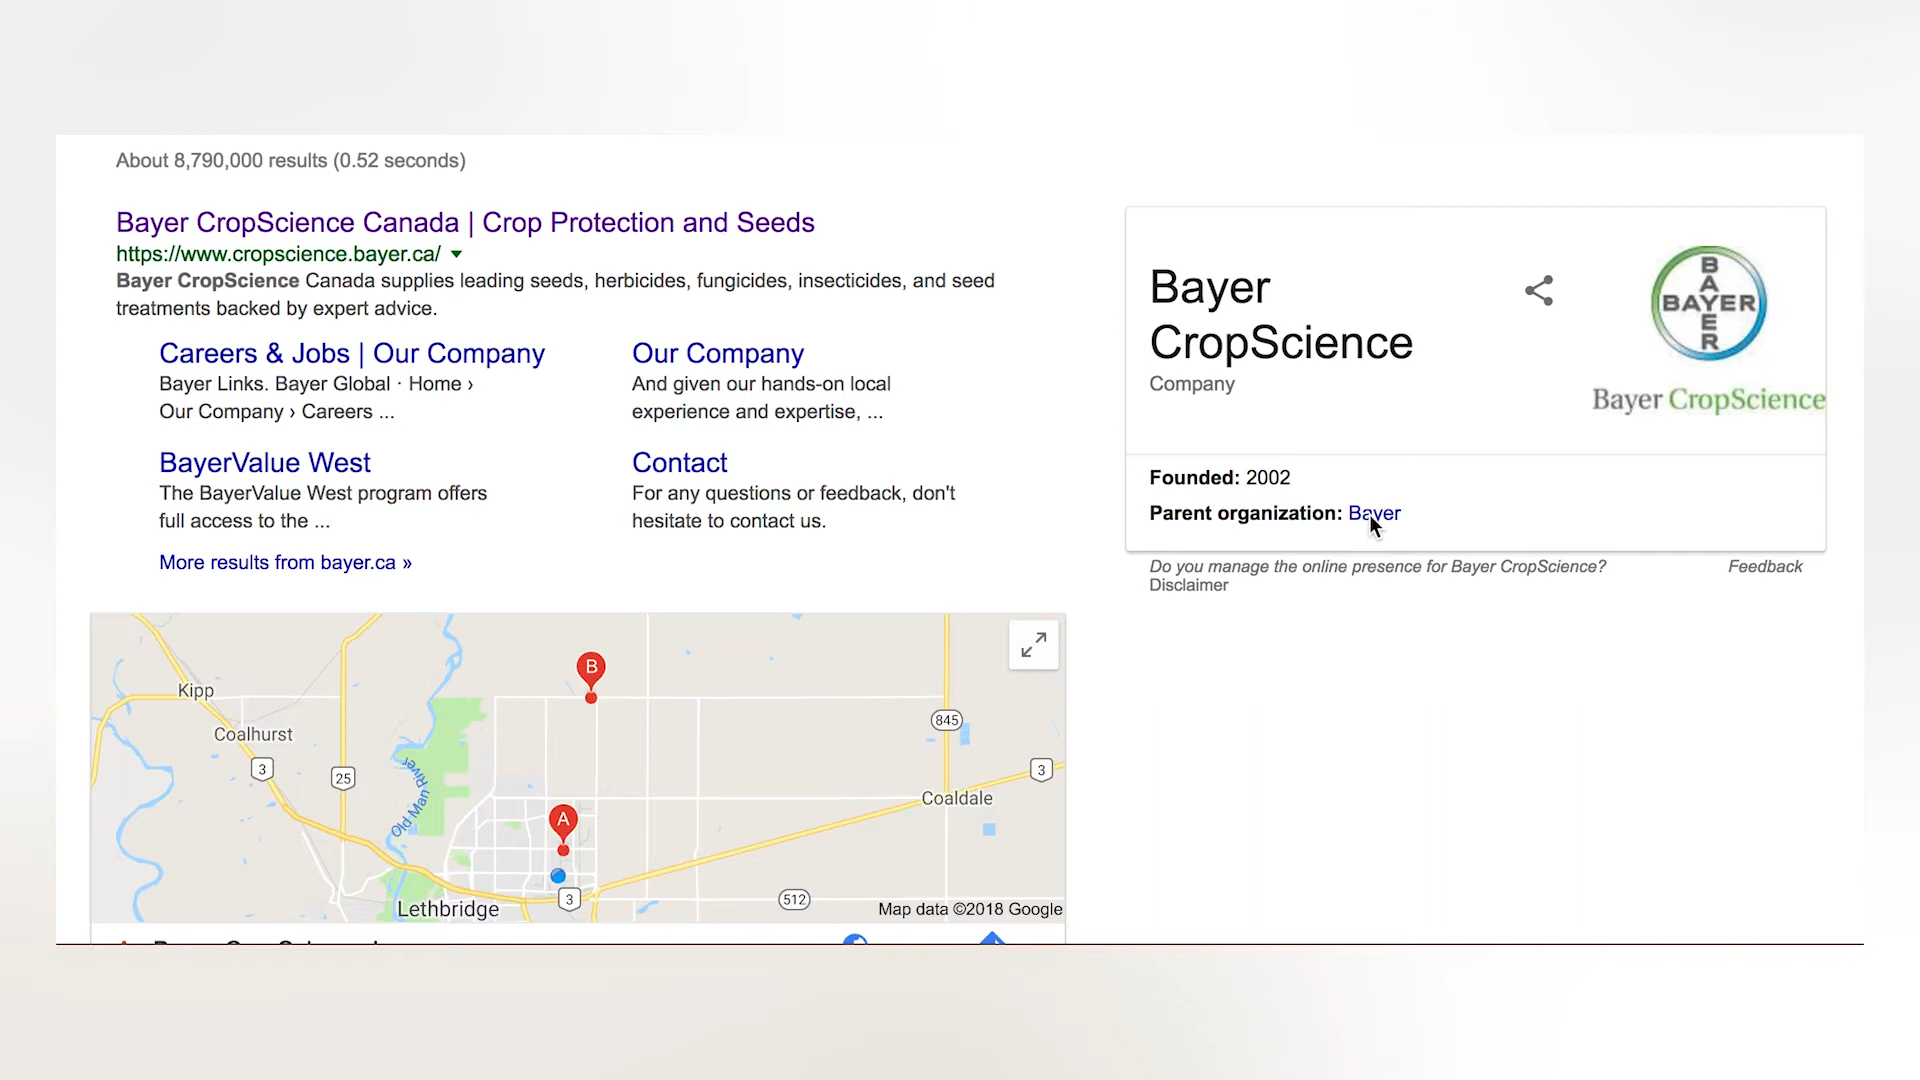 About 8,790,000 results (0.52 seconds)
Bayer CropScience Canada | Crop Protection and Seeds
https://www.cropscience.bayer.ca/
Bayer CropScience Canada supplies leading seeds, herbicides, fungicides, insecticides, and seed
treatments backed by expert advice.
Careers & Jobs | Our Company
Bayer Links. Bayer Global · Home ›
Our Company › Careers ...
Our Company
And given our hands-on local
experience and expertise, ...
BayerValue West
The BayerValue West program offers
full access to the ...
Contact
For any questions or feedback, don't
hesitate to contact us.
More results from bayer.ca »
Bayer
CropScience
Company
BAYER
BAYER
Bayer CropScience
Founded: 2002
Parent organization: Bayer
Do you manage the online presence for Bayer CropScience?
Feedback
Disclaimer
B
Kipp
845
Coalhurst
3
25
3
Old Man River
Coaldale
A
3
512
Lethbridge
Map data ©2018 Google